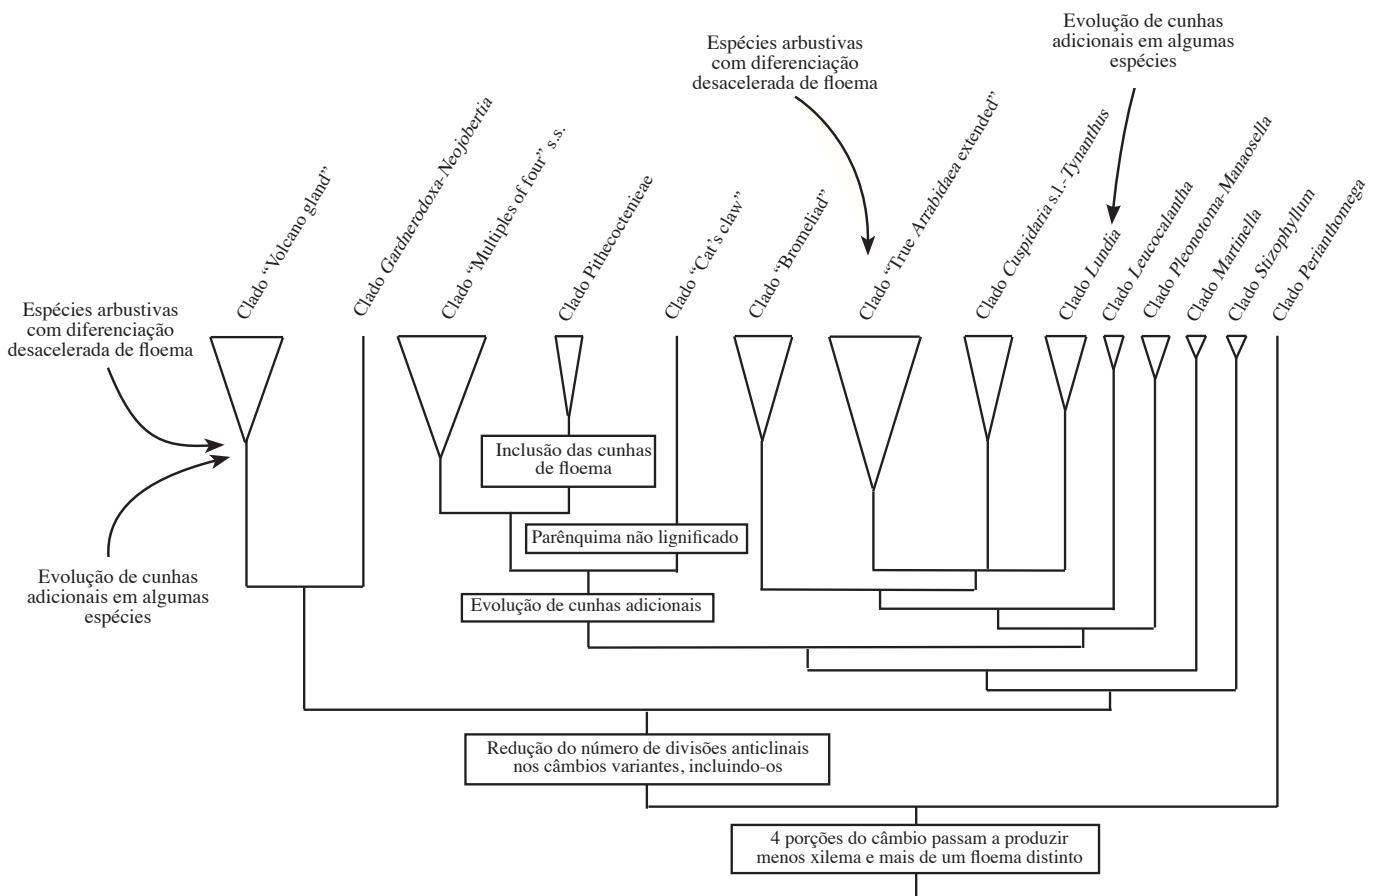 Evolução de cunhas
adicionais em algumas
espécies
Espécies arbustivas
com diferenciação
desacelerada de floema
Clado “Volcano gland”
Clado Gardnerodoxa-Neojobertia
Clado “Multiples of four” s.s.
Clado Pithecoctenieae
Clado “Cat’s claw”
Clado “Bromeliad”
Clado “True Arrabidaea extended”
Clado Cuspidaria s.l.-Tynanthus
Clado Lundia
Clado Leucocalantha
Clado Pleonotoma-Manaosella
Clado Martinella
Clado Stizophyllum
Clado Perianthomega
Espécies arbustivas
com diferenciação
desacelerada de floema
Inclusão das cunhas
de floema
Parênquima não lignificado
Evolução de cunhas
adicionais em algumas
espécies
Evolução de cunhas adicionais
Redução do número de divisões anticlinais
nos câmbios variantes, incluindo-os
4 porções do câmbio passam a produzir
menos xilema e mais de um floema distinto